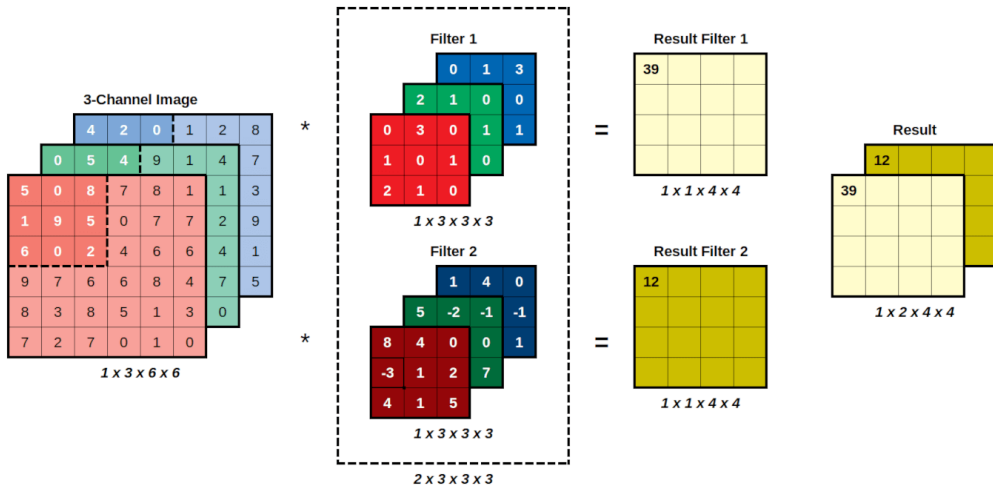 3-Channel Image
4 2 0 1 2 8
0 5 4 9 1 4 7
5 0 8 7 8 1 1 3
1 9 5 0 7 7 2 9
6 0 2 4 6 6 4 1
9 7 6 6 8 4 7 5
8 3 8 5 1 3 0
7 2 7 0 1 0
1 x 3 x 6 x 6
*
*
Filter 1
0 1 3
2 1 0 0
0 3 0 1 1
1 0 1 0
2 1 0
1 x 3 x 3 x 3
Filter 2
1 4 0
5 -2 -1 -1
8 4 0 0 1
-3 1 2 7
4 1 5
1 x 3 x 3 x 3
2 x 3 x 3 x 3
=
=
Result Filter 1
39
1 x 1 x 4 x 4
Result Filter 2
12
1 x 1 x 4 x 4
Result
12
39
1 x 2 x 4 x 4